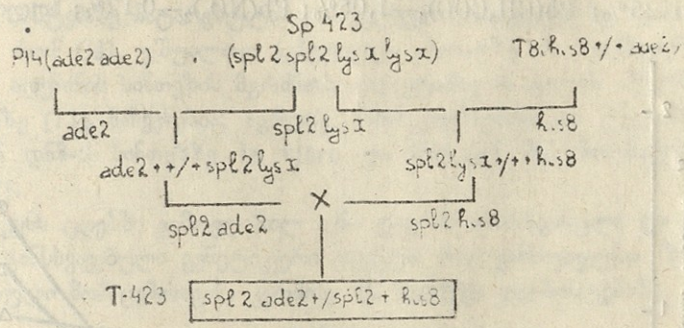 Sp 423
P14(ade2 ade2) (spl2 spl2 lys x lys x) T8: his8 +/+
ade2 spl2 lys x his8
ade2 + +/+ spl2 lys x spl2 lys x +/+ + his8
X
spl2 ade2 spl2 his8
T-423 spl2 ade2 +/spl2 + his8